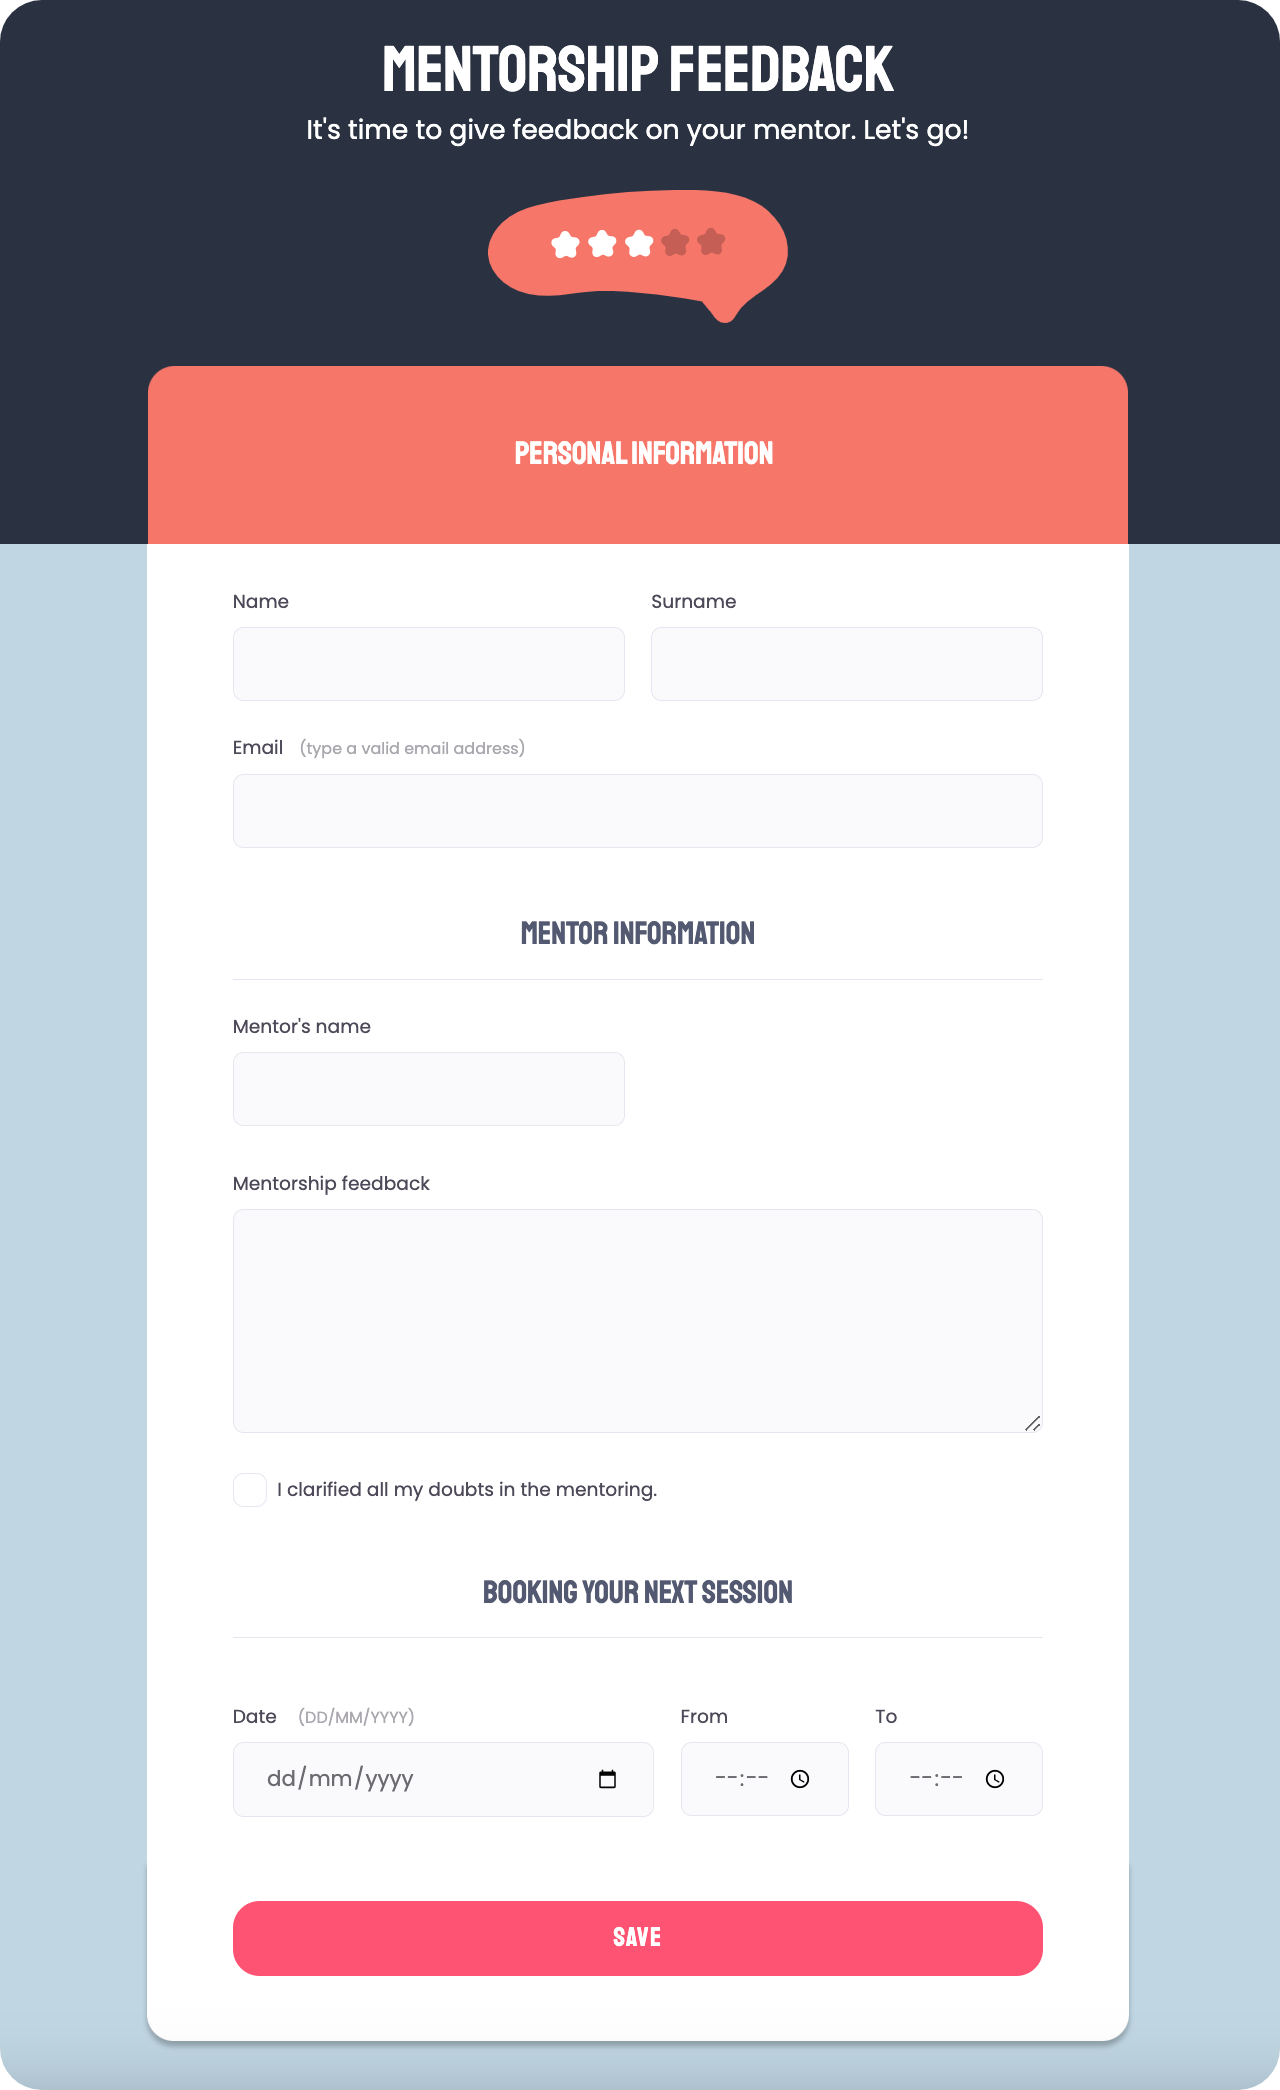 MENTORSHIP FEEDBACK
It's time to give feedback on your mentor. Let's go!
PERSONAL INFORMATION
Name
Surname
Email (type a valid email address)
MENTOR INFORMATION
Mentor's name
Mentorship feedback
I clarified all my doubts in the mentoring.
BOOKING YOUR NEXT SESSION
Date (DD/MM/YYYY)
From
To
dd/mm/yyyy
--:--
--:--
SAVE